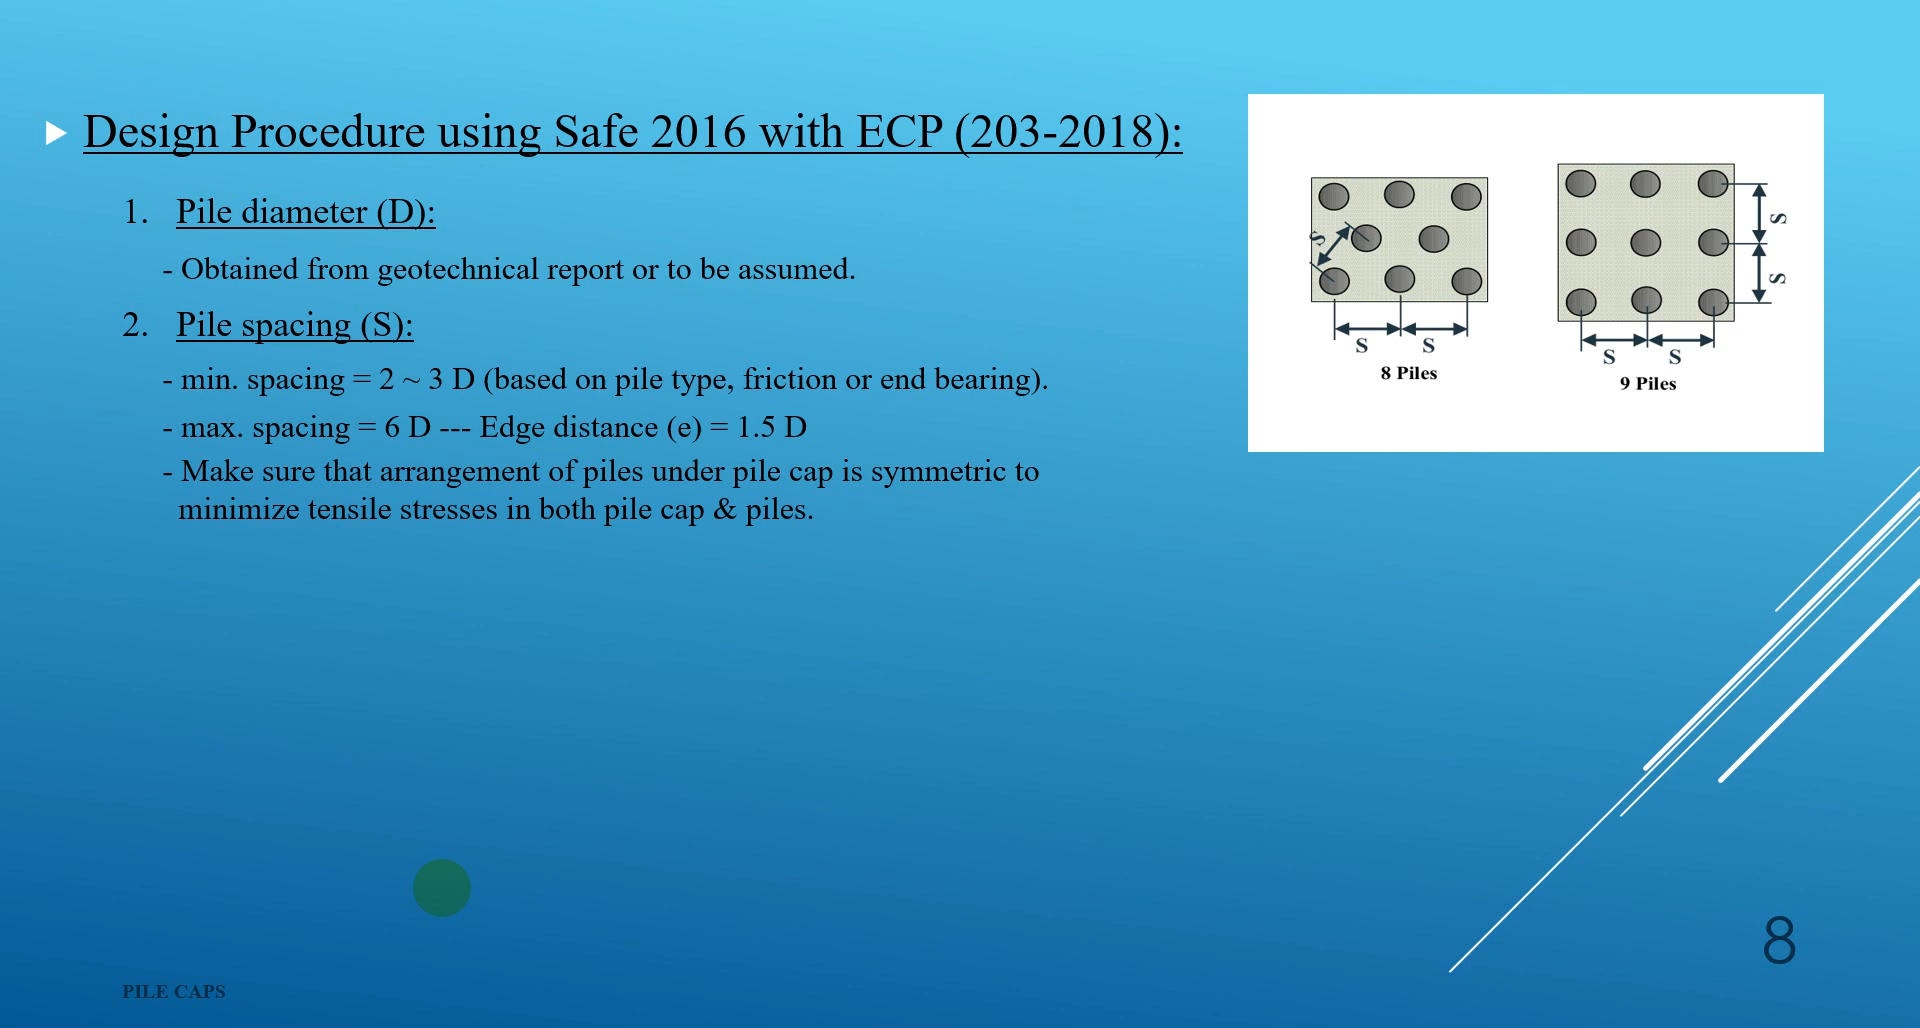 Design Procedure using Safe 2016 with ECP (203-2018):
1. Pile diameter (D):
- Obtained from geotechnical report or to be assumed.
2. Pile spacing (S):
- min. spacing = 2 ~ 3 D (based on pile type, friction or end bearing).
- max. spacing = 6 D --- Edge distance (e) = 1.5 D
- Make sure that arrangement of piles under pile cap is symmetric to
minimize tensile stresses in both pile cap & piles.
S
S S
8 Piles
S
S
S S
9 Piles
8
PILE CAPS